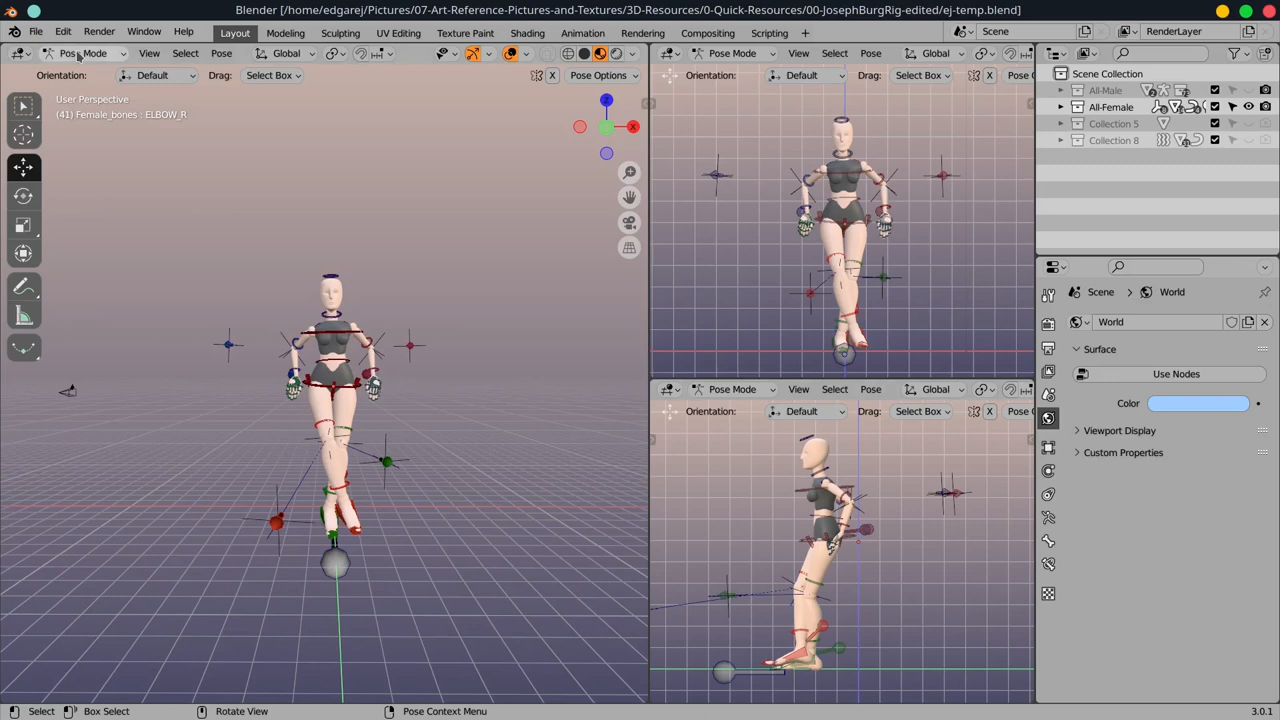 Blender [/home/edgarej/Pictures/07-Art-Reference-Pictures-and-Textures/3D-Resources/0-Quick-Resources/00-JosephBurgRig-edited/ej-temp.blend]
File Edit Render Window Help Layout Modeling Sculpting UV Editing Texture Paint Shading Animation Rendering Compositing Scripting Scene RenderLayer
Pose Mode View Select Pose Global
Orientation: Default Drag: Select Box X Pose Options
User Perspective
(41) Female_bones : ELBOW_R
Z
X
Pose Mode View Select Pose Global
Orientation: Default Drag: Select Box X Pose O
Pose Mode View Select Pose Global
Orientation: Default Drag: Select Box X Pose O
Scene Collection
All-Male
All-Female
Collection 5
Collection 8
Scene World
World
Surface
Use Nodes
Color
Viewport Display
Custom Properties
Select Box Select Rotate View Pose Context Menu 3.0.1